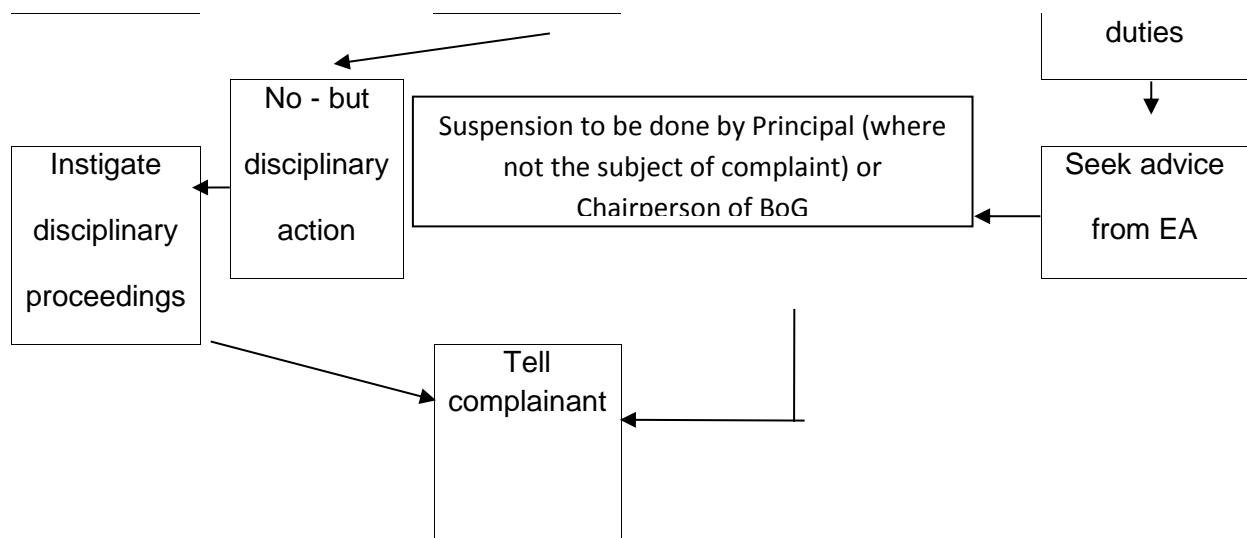 duties
No - but
disciplinary
action
Suspension to be done by Principal (where
not the subject of complaint) or
Chairperson of BoG
Instigate
disciplinary
proceedings
Seek advice
from EA
Tell
complainant